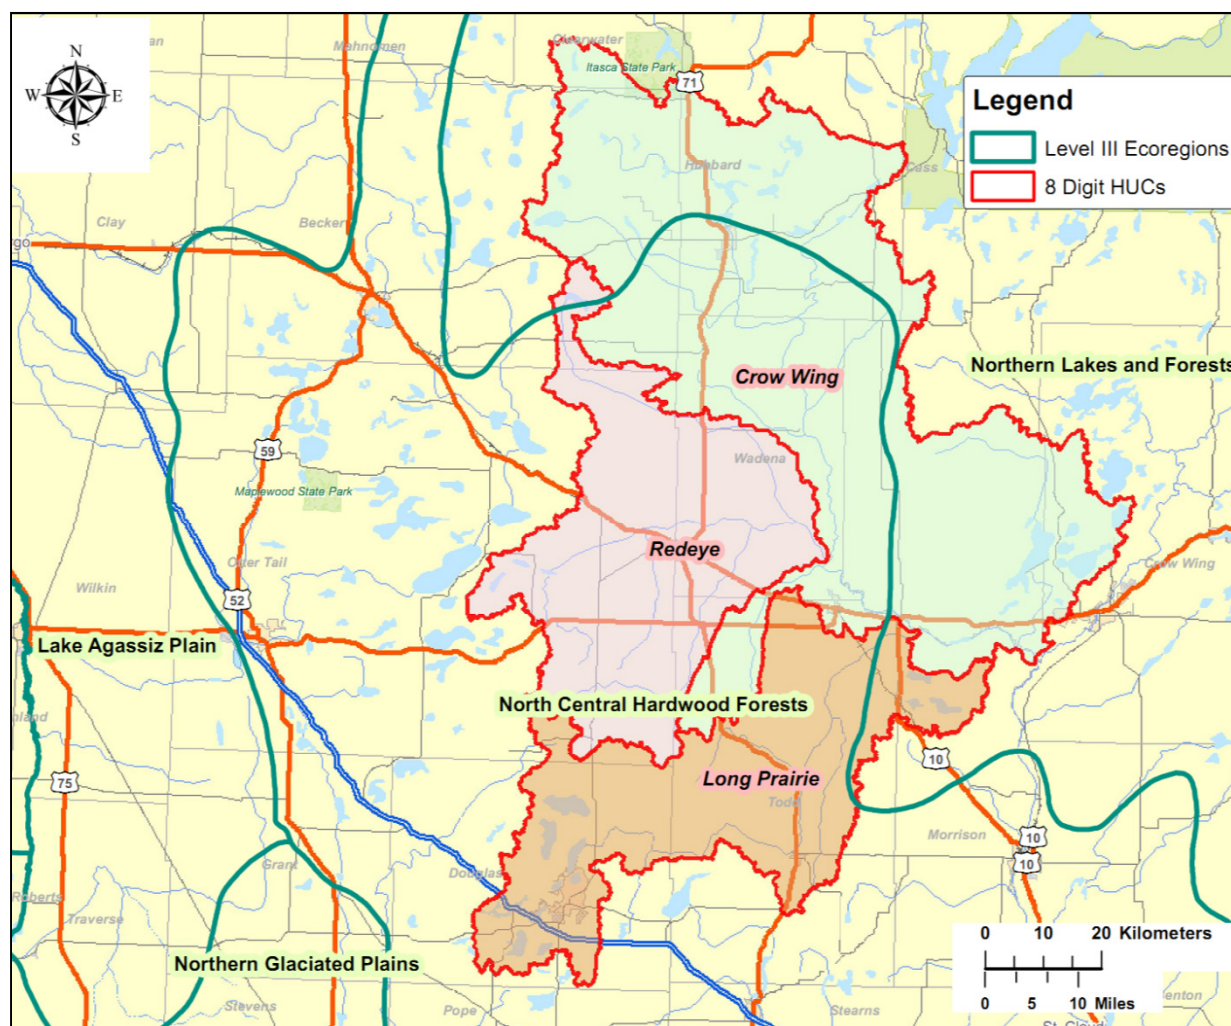 Mahnomen
Clearwater
Itasca State Park
N
W E
S
71
Legend
Level III Ecoregions
8 Digit HUCs
Hubbard
Cass
Clay
Becker
Crow Wing
Northern Lakes and Forests
59
Wadena
Maplewood State Park
Redeye
Otter Tail
Crow Wing
Wilkin
52
Lake Agassiz Plain
North Central Hardwood Forests
75
Long Prairie
10
Todd
Morrison
10
10
Grant
Douglas
Roberts
Traverse
0 10 20 Kilometers
Northern Glaciated Plains
0 5 10 Miles
Stevens
Pope
Stearns